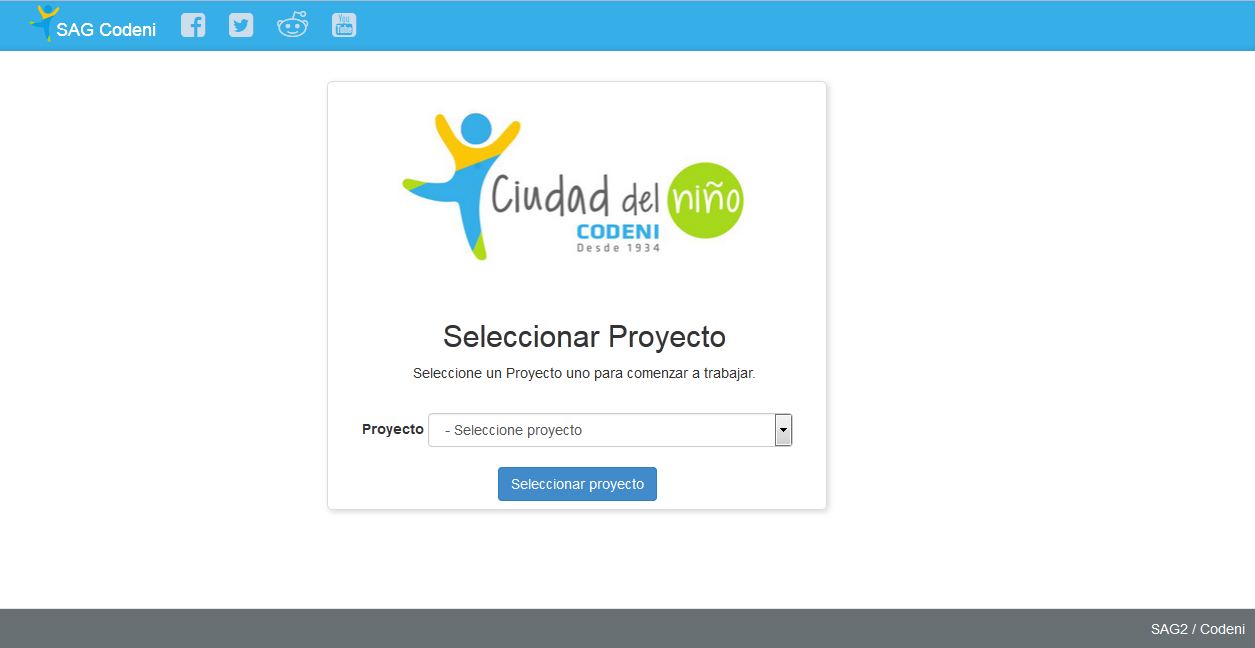 SAG Codeni
You
Tube
Ciudad del niño
CODENI
Desde 1934
Seleccionar Proyecto
Seleccione un Proyecto uno para comenzar a trabajar.
Proyecto - Seleccione proyecto
Seleccionar proyecto
SAG2 / Codeni